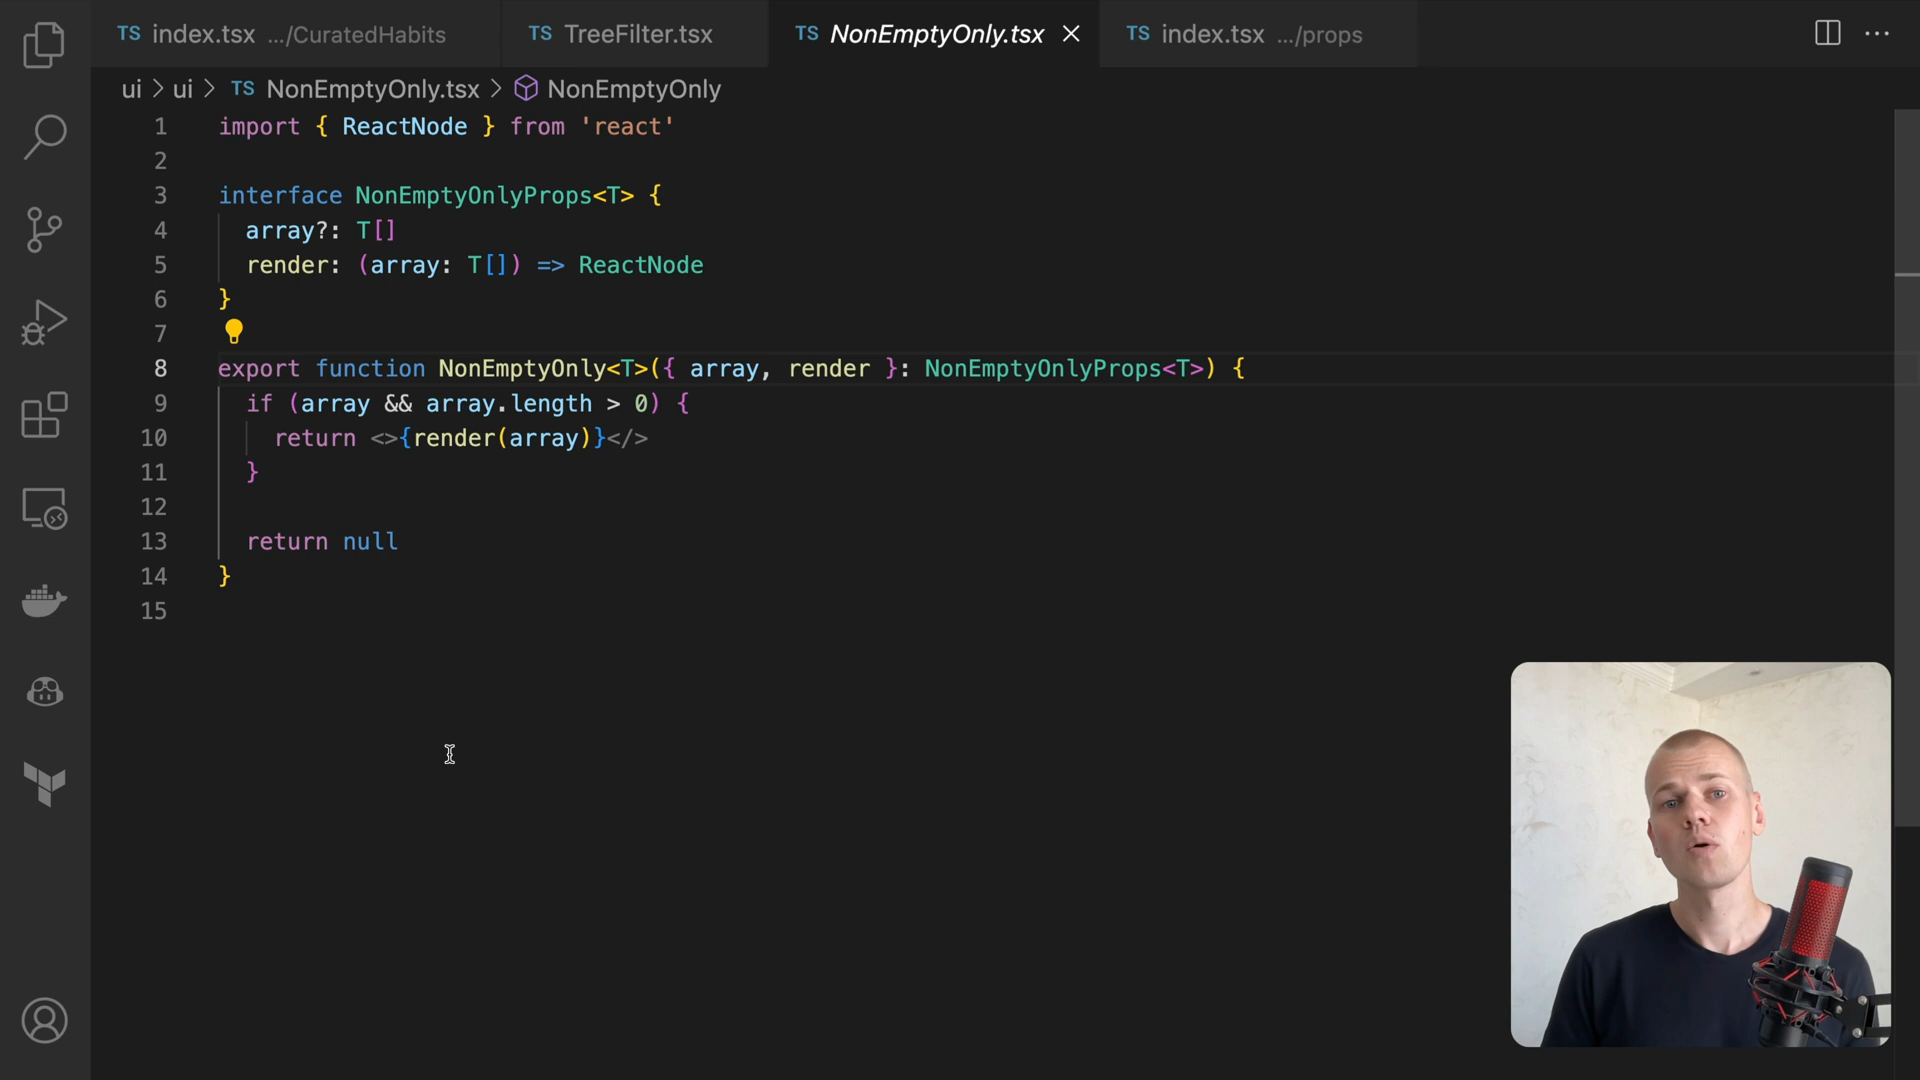 TS index.tsx .../CuratedHabits TS TreeFilter.tsx TS NonEmptyOnly.tsx TS index.tsx .../props
ui > ui > TS NonEmptyOnly.tsx > NonEmptyOnly
1 import { ReactNode } from 'react'
2
3 interface NonEmptyOnlyProps<T> {
4 array?: T[]
5 render: (array: T[]) => ReactNode
6 }
7
8 export function NonEmptyOnly<T>({ array, render }: NonEmptyOnlyProps<T>) {
9 if (array && array.length > 0) {
10 return <>{render(array)}</>
11 }
12
13 return null
14 }
15